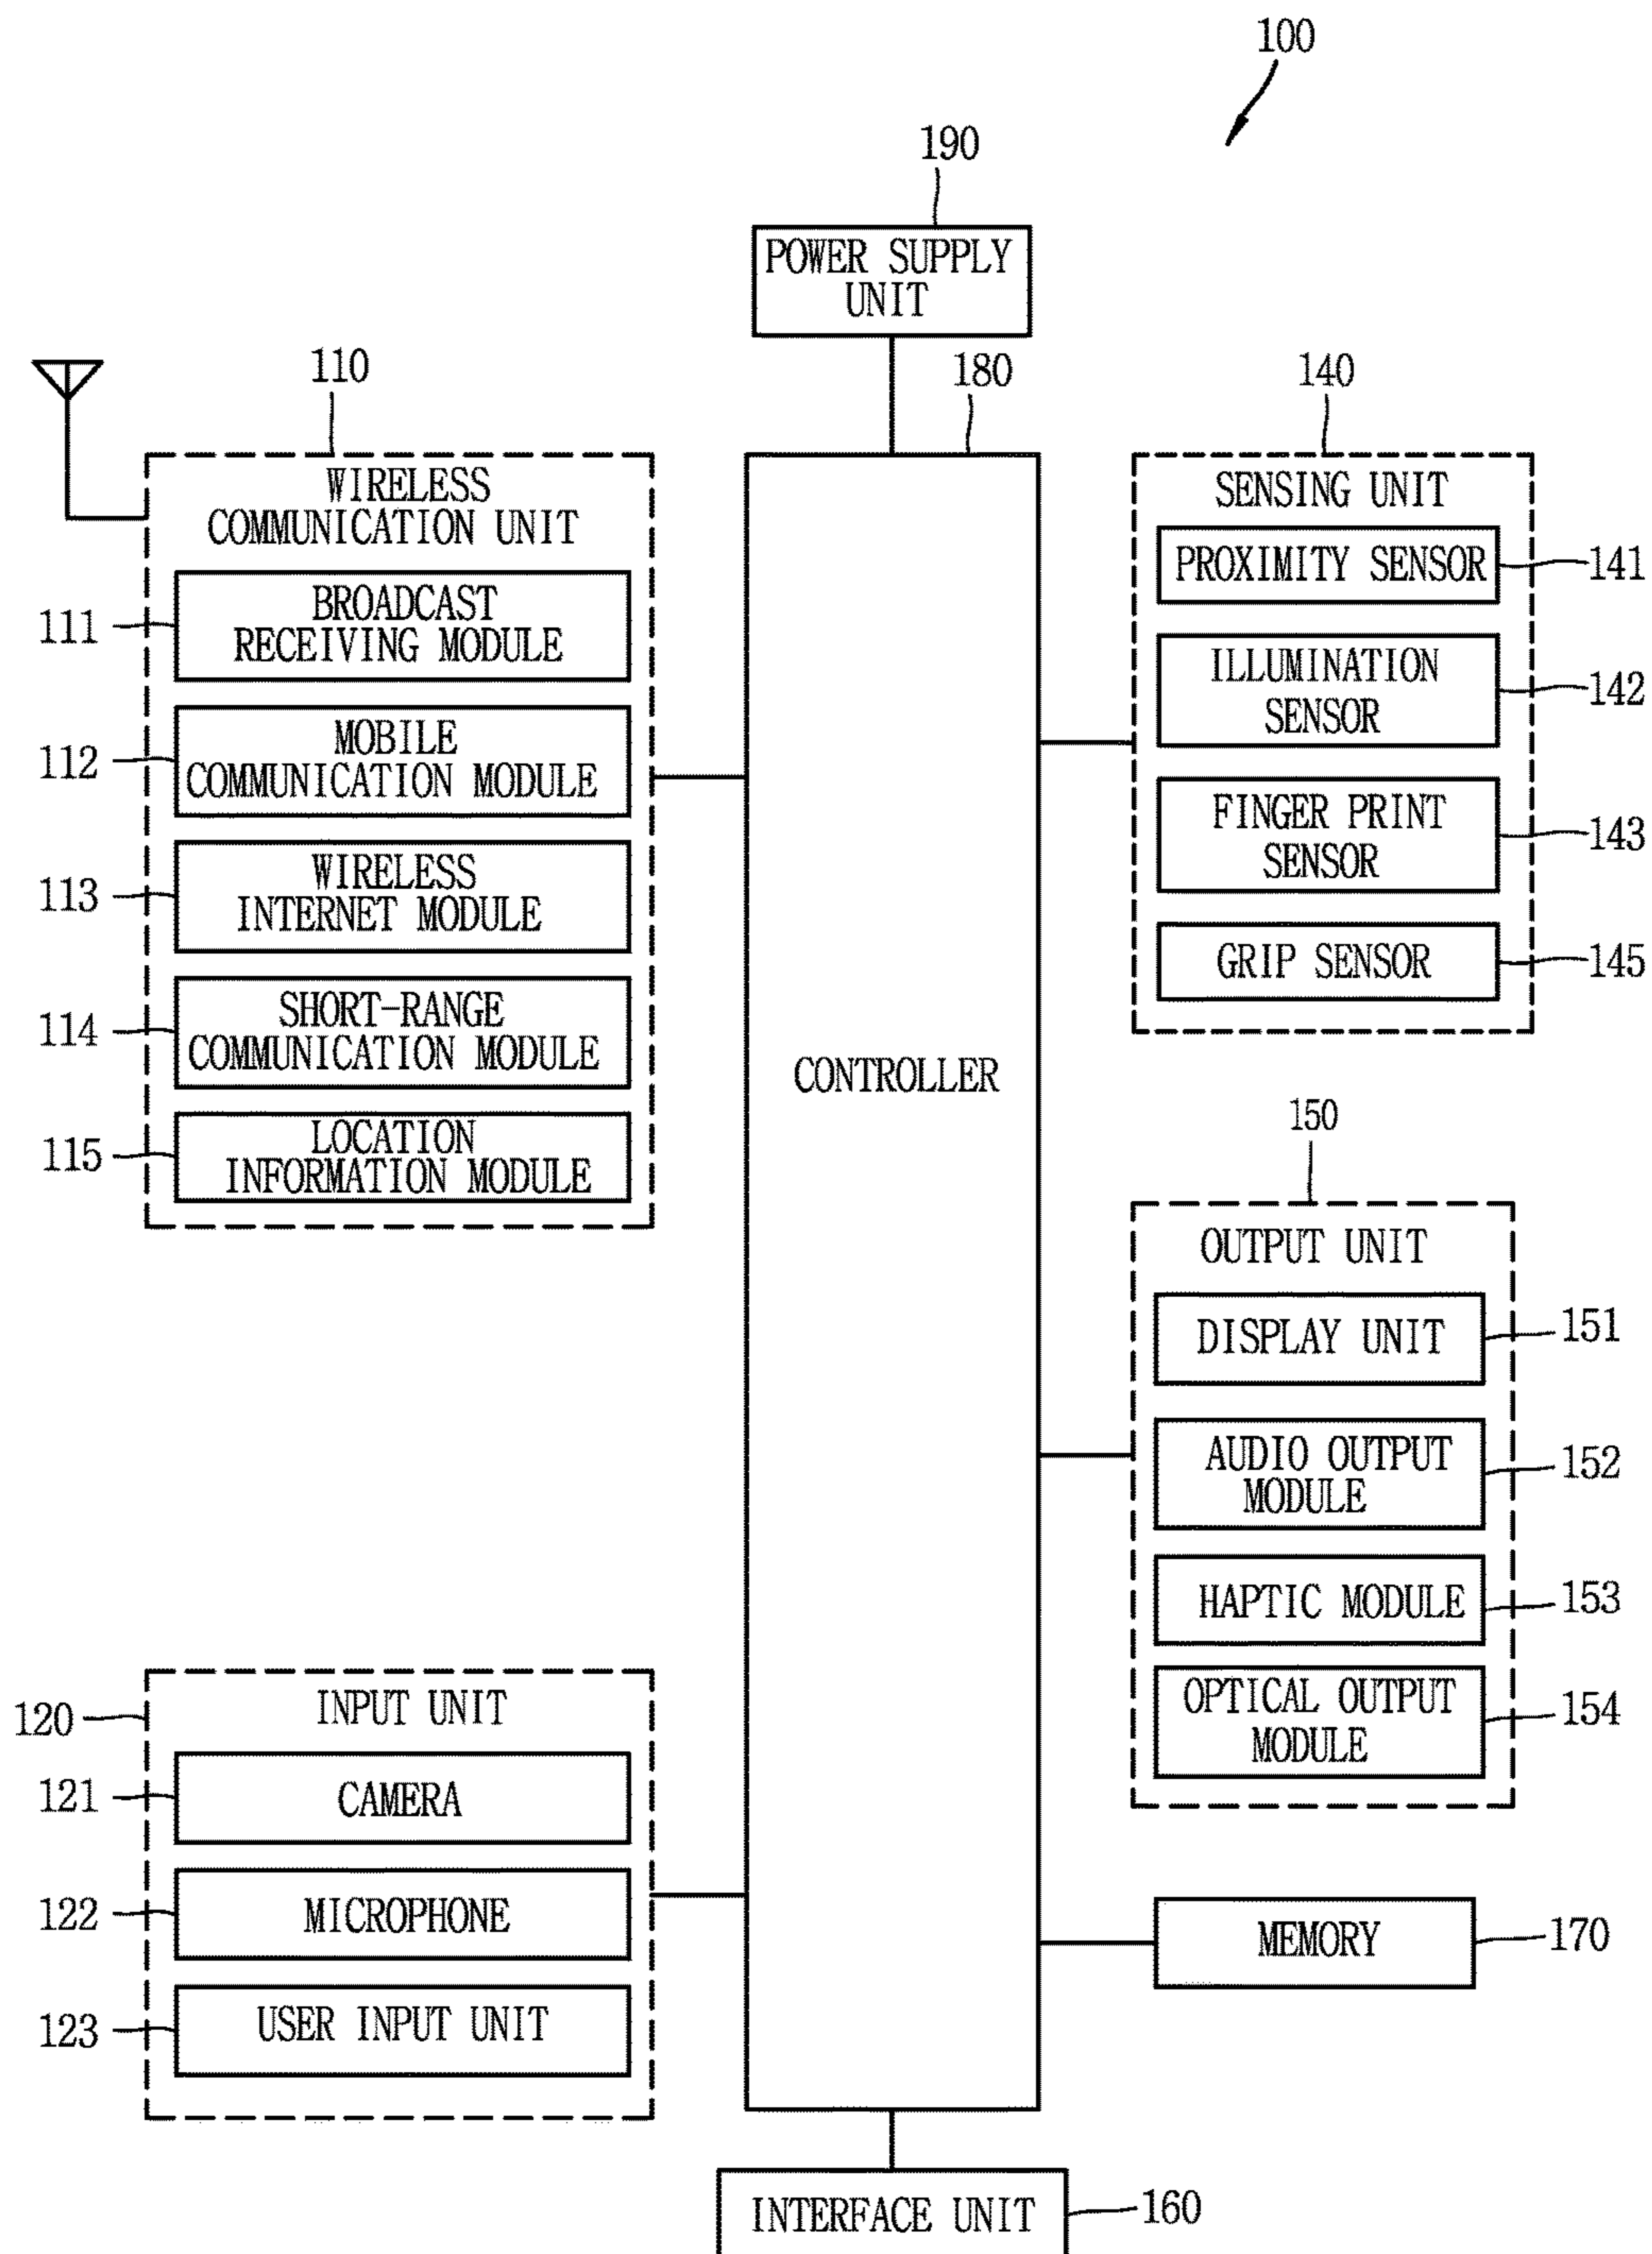 100
190
POWER SUPPLY
UNIT
110
180
140
WIRELESS
COMMUNICATION UNIT
111
BROADCAST
RECEIVING MODULE
112
MOBILE
COMMUNICATION MODULE
113
WIRELESS
INTERNET MODULE
114
SHORT-RANGE
COMMUNICATION MODULE
115
LOCATION
INFORMATION MODULE
CONTROLLER
SENSING UNIT
PROXIMITY SENSOR
141
ILLUMINATION
SENSOR
142
FINGER PRINT
SENSOR
143
GRIP SENSOR
145
150
OUTPUT UNIT
DISPLAY UNIT
151
AUDIO OUTPUT
MODULE
152
HAPTIC MODULE
153
OPTICAL OUTPUT
MODULE
154
120
INPUT UNIT
121
CAMERA
122
MICROPHONE
123
USER INPUT UNIT
MEMORY
170
INTERFACE UNIT
160